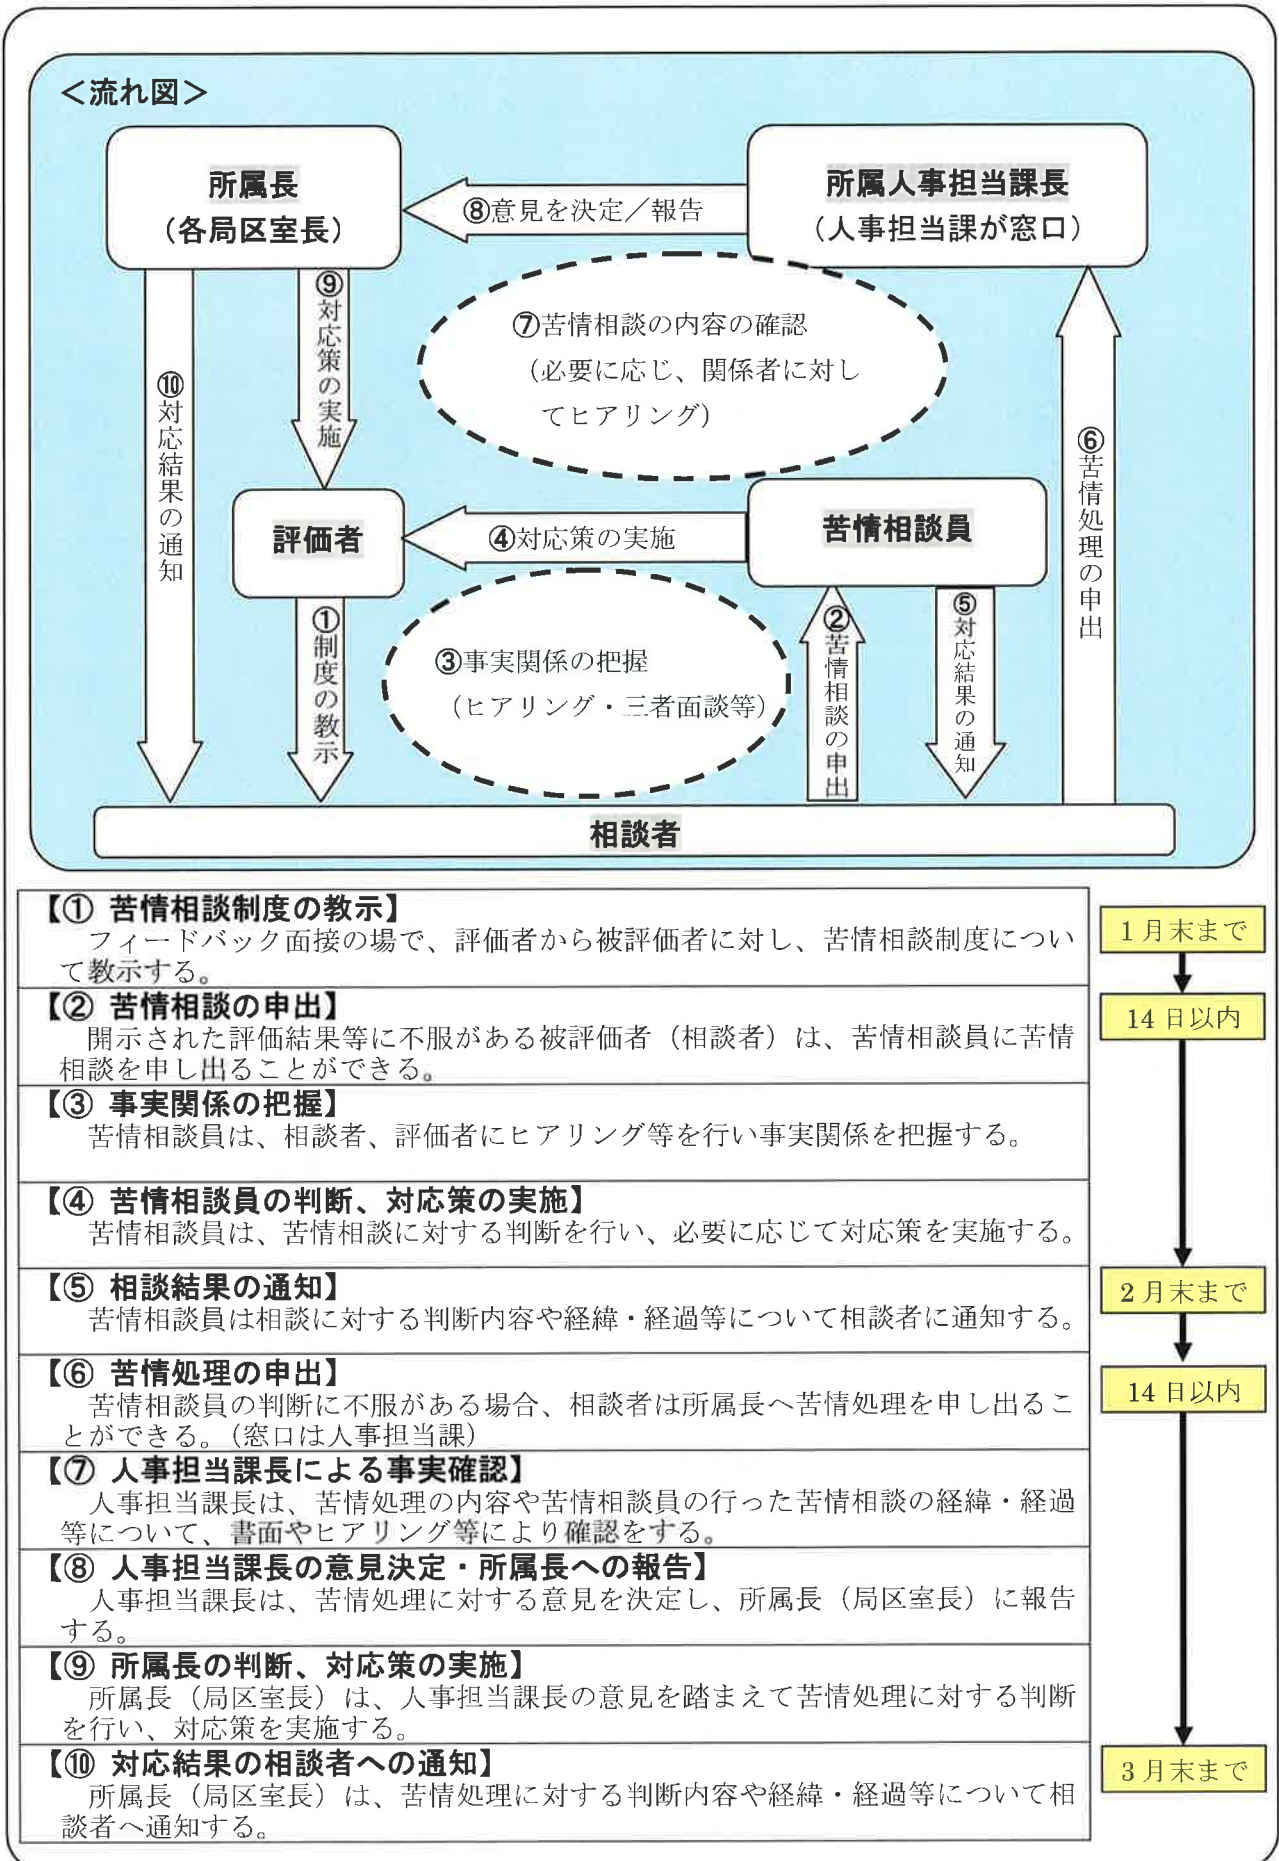 ＜流れ図＞
所属長
（各局区室長）
⑧意見を決定／報告
所属人事担当課長
（人事担当課が窓口）
⑨対応策の実施
⑩対応結果の通知
⑦苦情相談の内容の確認
（必要に応じ、関係者に対し
てヒアリング）
⑥苦情処理の申出
評価者
④対応策の実施
苦情相談員
①制度の教示
③事実関係の把握
（ヒアリング・三者面談等）
②苦情相談の申出
⑤対応結果の通知
相談者
【① 苦情相談制度の教示】
フィードバック面接の場で、評価者から被評価者に対し、苦情相談制度につい
て教示する。
1月末まで
【② 苦情相談の申出】
開示された評価結果等に不服がある被評価者（相談者）は、苦情相談員に苦情
相談を申し出ることができる。
14日以内
【③ 事実関係の把握】
苦情相談員は、相談者、評価者にヒアリング等を行い事実関係を把握する。
【④ 苦情相談員の判断、対応策の実施】
苦情相談員は、苦情相談に対する判断を行い、必要に応じて対応策を実施する。
【⑤ 相談結果の通知】
苦情相談員は相談に対する判断内容や経緯・経過等について相談者に通知する。
2月末まで
【⑥ 苦情処理の申出】
苦情相談員の判断に不服がある場合、相談者は所属長へ苦情処理を申し出るこ
とができる。（窓口は人事担当課）
14日以内
【⑦ 人事担当課長による事実確認】
人事担当課長は、苦情処理の内容や苦情相談員の行った苦情相談の経緯・経過
等について、書面やヒアリング等により確認をする。
【⑧ 人事担当課長の意見決定・所属長への報告】
人事担当課長は、苦情処理に対する意見を決定し、所属長（局区室長）に報告
する。
【⑨ 所属長の判断、対応策の実施】
所属長（局区室長）は、人事担当課長の意見を踏まえて苦情処理に対する判断
を行い、対応策を実施する。
【⑩ 対応結果の相談者への通知】
所属長（局区室長）は、苦情処理に対する判断内容や経緯・経過等について相
談者へ通知する。
3月末まで